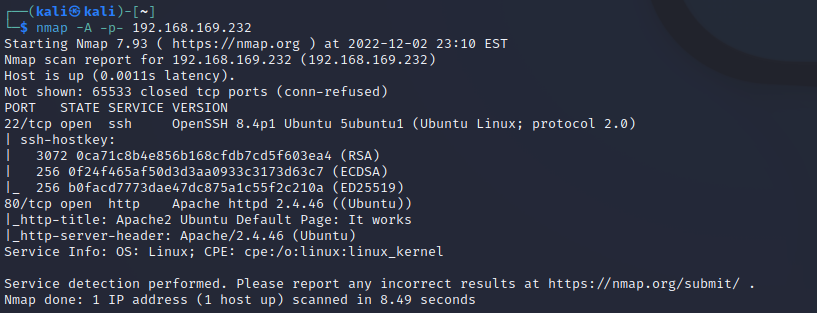 ┌──(kali㉿kali)-[~]
└─$ nmap -A -p- 192.168.169.232
Starting Nmap 7.93 ( https://nmap.org ) at 2022-12-02 23:10 EST
Nmap scan report for 192.168.169.232 (192.168.169.232)
Host is up (0.0011s latency).
Not shown: 65533 closed tcp ports (conn-refused)
PORT   STATE SERVICE VERSION
22/tcp open  ssh     OpenSSH 8.4p1 Ubuntu 5ubuntu1 (Ubuntu Linux; protocol 2.0)
| ssh-hostkey:
|   3072 0ca71c8b4e856b168cfdb7cd5f603ea4 (RSA)
|   256 0f24f465af50d3d3aa0933c3173d63c7 (ECDSA)
|_  256 b0facd7773dae47dc875a1c55f2c210a (ED25519)
80/tcp open  http    Apache httpd 2.4.46 ((Ubuntu))
|_http-title: Apache2 Ubuntu Default Page: It works
|_http-server-header: Apache/2.4.46 (Ubuntu)
Service Info: OS: Linux; CPE: cpe:/o:linux:linux_kernel

Service detection performed. Please report any incorrect results at https://nmap.org/submit/ .
Nmap done: 1 IP address (1 host up) scanned in 8.49 seconds